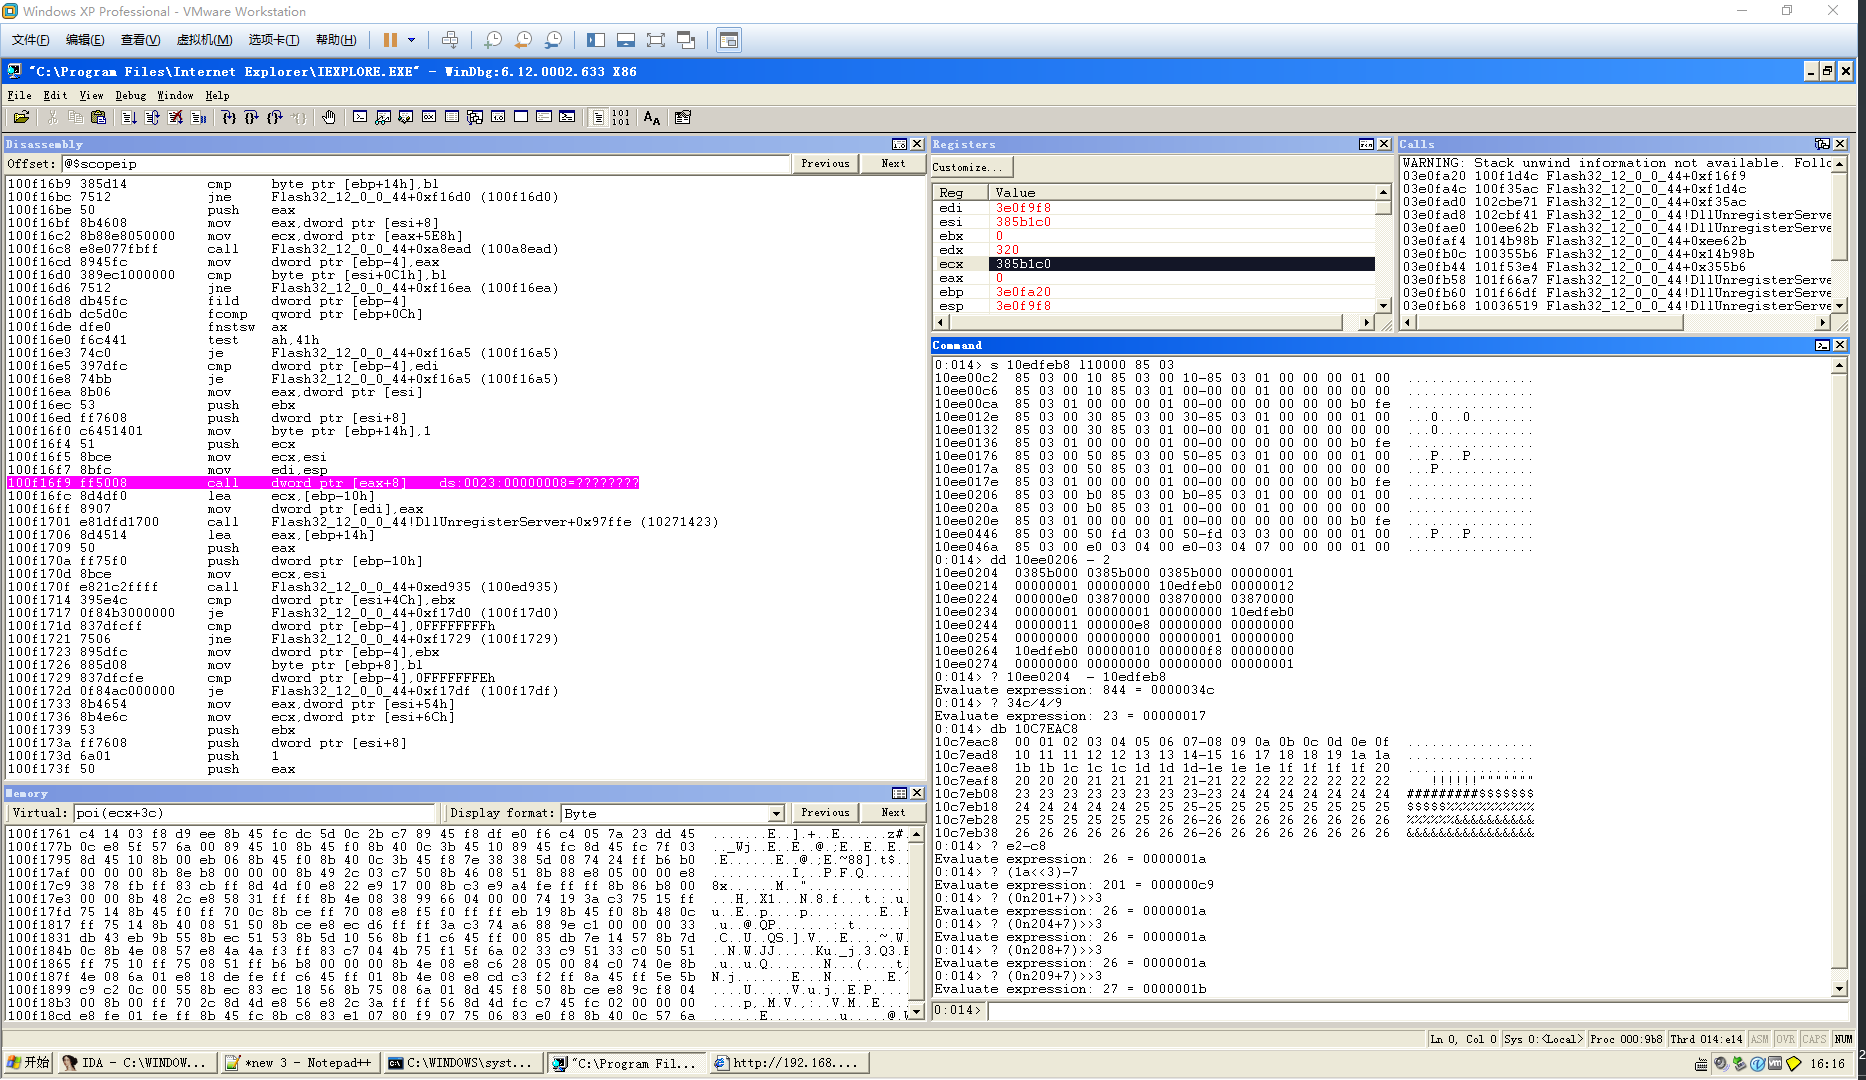 Windows XP Professional - VMware Workstation
文件(F) 编辑(E) 查看(V) 虚拟机(M) 选项卡(T) 帮助(H)
"C:\Program Files\Internet Explorer\IEXPLORE.EXE" - WinDbg:6.12.0002.633 X86
File Edit View Debug Window Help
Disassembly
Offset: @$scopeip Previous Next
100f16b9 385d14 cmp byte ptr [ebp+14h],bl
100f16bc 7512 jne Flash32_12_0_0_44+0xf16d0 (100f16d0)
100f16be 50 push eax
100f16bf 8b4608 mov eax,dword ptr [esi+8]
100f16c2 8b88e8050000 mov ecx,dword ptr [eax+5E8h]
100f16c8 e8e077fbff call Flash32_12_0_0_44+0xa8ead (100a8ead)
100f16cd 8945fc mov dword ptr [ebp-4],eax
100f16d0 389ec1000000 cmp byte ptr [esi+0C1h],bl
100f16d6 7512 jne Flash32_12_0_0_44+0xf16ea (100f16ea)
100f16d8 db45fc fild dword ptr [ebp-4]
100f16db dc5d0c fcomp qword ptr [ebp+0Ch]
100f16de dfe0 fnstsw ax
100f16e0 f6c441 test ah,41h
100f16e3 74c0 je Flash32_12_0_0_44+0xf16a5 (100f16a5)
100f16e5 397dfc cmp dword ptr [ebp-4],edi
100f16e8 74bb je Flash32_12_0_0_44+0xf16a5 (100f16a5)
100f16ea 8b06 mov eax,dword ptr [esi]
100f16ec 53 push ebx
100f16ed ff7608 push dword ptr [esi+8]
100f16f0 c6451401 mov byte ptr [ebp+14h],1
100f16f4 51 push ecx
100f16f5 8bce mov ecx,esi
100f16f7 8bfc mov edi,esp
100f16f9 ff5008 call dword ptr [eax+8] ds:0023:00000008=????????
100f16fc 8d4df0 lea ecx,[ebp-10h]
100f16ff 8907 mov dword ptr [edi],eax
100f1701 e81dfd1700 call Flash32_12_0_0_44!DllUnregisterServer+0x97ffe (10271423)
100f1706 8d4514 lea eax,[ebp+14h]
100f1709 50 push eax
100f170a ff75f0 push dword ptr [ebp-10h]
100f170d 8bce mov ecx,esi
100f170f e821c2ffff call Flash32_12_0_0_44+0xed935 (100ed935)
100f1714 395e4c cmp dword ptr [esi+4Ch],ebx
100f1717 0f84b3000000 je Flash32_12_0_0_44+0xf17d0 (100f17d0)
100f171d 837dfcff cmp dword ptr [ebp-4],0FFFFFFFFh
100f1721 7506 jne Flash32_12_0_0_44+0xf1729 (100f1729)
100f1723 895dfc mov dword ptr [ebp-4],ebx
100f1726 885d08 mov byte ptr [ebp+8],bl
100f1729 837dfcfe cmp dword ptr [ebp-4],0FFFFFFFEh
100f172d 0f84ac000000 je Flash32_12_0_0_44+0xf17df (100f17df)
100f1733 8b4654 mov eax,dword ptr [esi+54h]
100f1736 8b4e6c mov ecx,dword ptr [esi+6Ch]
100f1739 53 push ebx
100f173a ff7608 push dword ptr [esi+8]
100f173d 6a01 push 1
100f173f 50 push eax
Memory
Virtual: poi(ecx+3c) Display format: Byte Previous Next
100f1761 c4 14 03 f8 d9 ee 8b 45 fc dc 5d 0c 2b c7 89 45 f8 df e0 f6 c4 05 7a 23 dd 45
100f177b 0c e8 5f 57 6a 00 89 45 10 8b 45 f0 8b 40 0c 3b 45 10 89 45 fc 8d 45 fc 7f 03
100f1795 8d 45 10 8b 00 eb 06 8b 45 f0 8b 40 0c 3b 45 f8 7e 38 38 5d 08 74 24 ff b6 b0
100f17af 00 00 00 8b 8e b8 00 00 00 8b 49 2c 03 c7 50 8b 46 08 51 8b 88 e8 05 00 00 e8
100f17c9 38 78 fb ff 83 cb ff 8d 4d f0 e8 22 e9 17 00 8b c3 e9 a4 fe ff ff 8b 86 b8 00
100f17e3 00 00 8b 48 2c e8 58 31 ff ff 8b 4e 08 38 99 66 04 00 00 74 19 3a c3 75 15 ff
100f17fd 75 14 8b 45 f0 ff 70 0c 8b ce ff 70 08 e8 f5 f0 ff ff eb 19 8b 45 f0 8b 48 0c
100f1817 ff 75 14 8b 40 08 51 50 8b ce e8 ec d6 ff ff 3a c3 74 a6 88 9e c1 00 00 00 33
100f1831 db 43 eb 9b 55 8b ec 51 53 8b 5d 10 56 8b f1 c6 45 ff 00 85 db 7e 14 57 8b 7d
100f184b 0c 8b 4e 08 57 e8 4a 4a f3 ff 83 c7 04 4b 75 f1 5f 6a 02 33 c9 51 33 c0 50 51
100f1865 ff 75 10 ff 75 08 51 ff b6 b8 00 00 00 8b 4e 08 e8 c6 28 05 00 84 c0 74 0e 8b
100f187f 4e 08 6a 01 e8 18 de fe ff c6 45 ff 01 8b 4e 08 e8 cd c3 f2 ff 8a 45 ff 5e 5b
100f1899 c9 c2 0c 00 55 8b ec 83 ec 18 56 8b 75 08 6a 01 8d 45 f8 50 8b ce e8 9c f8 04
100f18b3 00 8b 00 ff 70 2c 8d 4d e8 56 e8 2c 3a ff ff 56 8d 4d fc c7 45 fc 02 00 00 00
100f18cd e8 fe 01 fe ff 8b 45 fc 8b c8 83 e1 07 80 f9 07 75 06 83 e0 f8 8b 40 0c 57 6a
Registers
Customize...
Reg Value
edi 3e0f9f8
esi 385b1c0
ebx 0
edx 320
ecx 385b1c0
eax 0
ebp 3e0fa20
esp 3e0f9f8
Calls
WARNING: Stack unwind information not available. Follo
03e0fa20 100f1d4c Flash32_12_0_0_44+0xf16f9
03e0fa4c 100f35ac Flash32_12_0_0_44+0xf1d4c
03e0fad0 102cbe71 Flash32_12_0_0_44+0xf35ac
03e0fad8 102cbf41 Flash32_12_0_0_44!DllUnregisterServe
03e0fae0 100ee62b Flash32_12_0_0_44!DllUnregisterServe
03e0faf4 1014b98b Flash32_12_0_0_44+0xee62b
03e0fb0c 100355b6 Flash32_12_0_0_44+0x14b98b
03e0fb44 101f53e4 Flash32_12_0_0_44+0x355b6
03e0fb58 101f66a7 Flash32_12_0_0_44!DllUnregisterServe
03e0fb60 101f66df Flash32_12_0_0_44!DllUnregisterServe
03e0fb68 10036519 Flash32_12_0_0_44!DllUnregisterServe
Command
0:014> s 10edfeb8 l10000 85 03
10ee00c2 85 03 00 10 85 03 00 10-85 03 01 00 00 00 01 00 ................
10ee00c6 85 03 00 10 85 03 01 00-00 00 01 00 00 00 00 00 ................
10ee00ca 85 03 01 00 00 01 00 00-00 00 00 00 00 b0 fe ................
10ee012e 85 03 00 30 85 03 00 30-85 03 01 00 00 00 01 00 ...0...0........
10ee0132 85 03 00 30 85 03 01 00-00 00 01 00 00 00 00 00 ...0............
10ee0136 85 03 01 00 00 00 01 00-00 00 00 00 00 00 b0 fe ................
10ee0176 85 03 00 50 85 03 00 50-85 03 01 00 00 00 01 00 ...P...P........
10ee017a 85 03 00 50 85 03 01 00-00 00 01 00 00 00 00 00 ...P............
10ee017e 85 03 01 00 00 00 01 00-00 00 00 00 00 00 b0 fe ................
10ee0206 85 03 00 b0 85 03 00 b0-85 03 01 00 00 00 01 00 ................
10ee020a 85 03 00 b0 85 03 01 00-00 00 01 00 00 00 00 00 ................
10ee020e 85 03 01 00 00 00 01 00-00 00 00 00 00 00 b0 fe ................
10ee0446 85 03 00 50 fd 03 00 50-fd 03 03 00 00 00 01 00 ...P...P........
10ee046a 85 03 00 e0 03 04 00 e0-03 04 07 00 00 00 01 00 ................
0:014> dd 10ee0206 - 2
10ee0204 0385b000 0385b000 0385b000 00000001
10ee0214 00000001 00000000 10edfeb0 00000012
10ee0224 000000e0 03870000 03870000 03870000
10ee0234 00000001 00000001 00000000 10edfeb0
10ee0244 00000011 000000e8 00000000 00000000
10ee0254 00000000 00000000 00000001 00000000
10ee0264 10edfeb0 00000010 000000f8 00000000
10ee0274 00000000 00000000 00000000 00000001
0:014> ? 10ee0204 - 10edfeb8
Evaluate expression: 844 = 0000034c
0:014> ? 34c/4/9
Evaluate expression: 23 = 00000017
0:014> db 10C7EAC8
10c7eac8 00 01 02 03 04 05 06 07-08 09 0a 0b 0c 0d 0e 0f ................
10c7ead8 10 11 11 12 12 13 13 14-15 16 17 18 18 19 1a 1a ................
10c7eae8 1b 1b 1c 1c 1c 1d 1d 1d-1e 1e 1e 1f 1f 1f 1f 20 ...............
10c7eaf8 20 20 20 21 21 21 21 21-21 22 22 22 22 22 22 22 !!!!!!"""""""
10c7eb08 23 23 23 23 23 23 23 23-23 24 24 24 24 24 24 24 #########$$$$$$$
10c7eb18 24 24 24 24 24 25 25 25-25 25 25 25 25 25 25 25 $$$$$%%%%%%%%%%%
10c7eb28 25 25 25 25 25 25 26 26-26 26 26 26 26 26 26 26 %%%%%%&&&&&&&&&&
10c7eb38 26 26 26 26 26 26 26 26-26 26 26 26 26 26 26 26 &&&&&&&&&&&&&&&&
0:014> ? e2-c8
Evaluate expression: 26 = 0000001a
0:014> ? (1a<<3)-7
Evaluate expression: 201 = 000000c9
0:014> ? (0n201+7)>>3
Evaluate expression: 26 = 0000001a
0:014> ? (0n204+7)>>3
Evaluate expression: 26 = 0000001a
0:014> ? (0n208+7)>>3
Evaluate expression: 26 = 0000001a
0:014> ? (0n209+7)>>3
Evaluate expression: 27 = 0000001b
0:014>
Ln 0, Col 0 Sys 0:<Local> Proc 000:9b8 Thrd 014:e14 ASM OVR CAPS NUM
开始 IDA - C:\WINDOW... *new 3 - Notepad++ C:\WINDOWS\syst... "C:\Program Fil... http://192.168.... 16:16